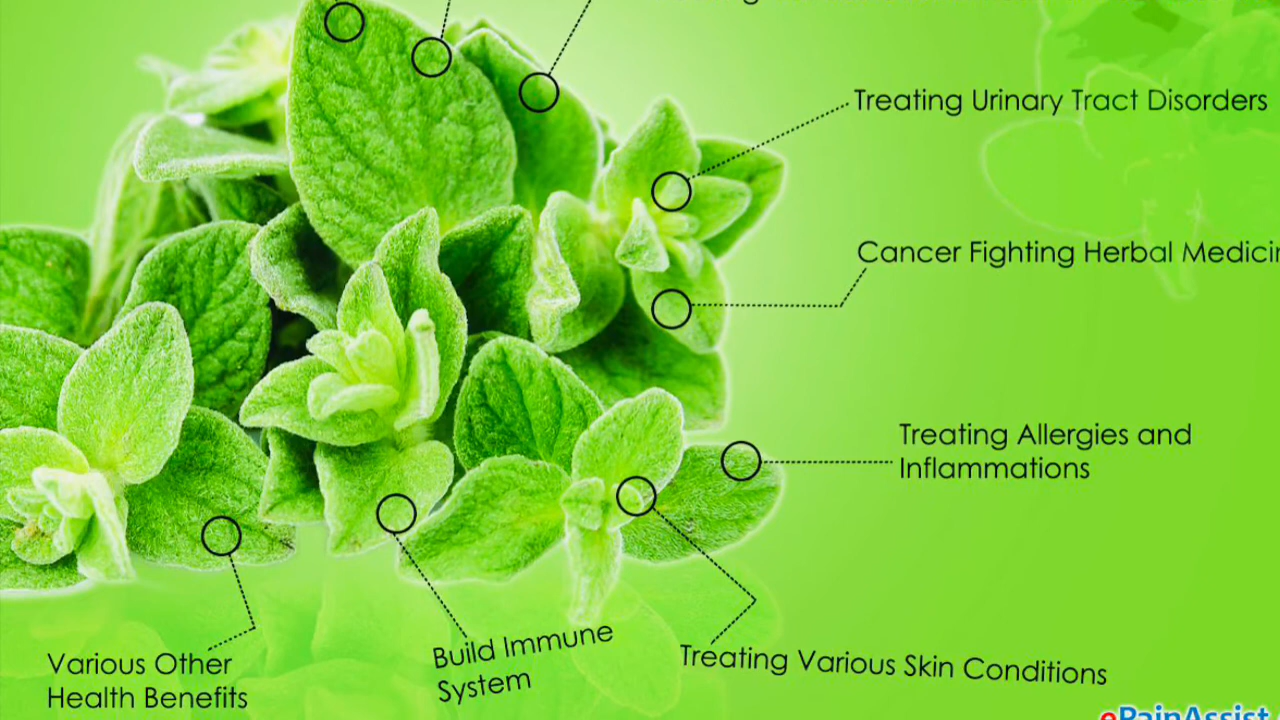 Treating Urinary Tract Disorders
Cancer Fighting Herbal
Treating Allergies and
Inflammations
Build Immune
System
Treating Various Skin Conditions
Various Other
Health Benefits
ePainAssist